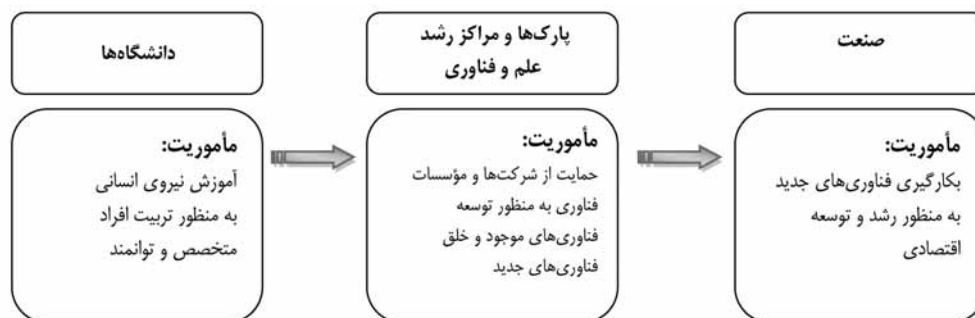 دانشگاه‌ها
پارک‌ها و مراکز رشد
علم و فناوری
صنعت
مأموریت:
آموزش نیروی انسانی
به منظور تربیت افراد
متخصص و توانمند
مأموریت:
حمایت از شرکت‌ها و مؤسسات
فناوری به منظور توسعه
فناوری‌های موجود و خلق
فناوری‌های جدید
مأموریت:
بکارگیری فناوری‌های جدید
به منظور رشد و توسعه
اقتصادی